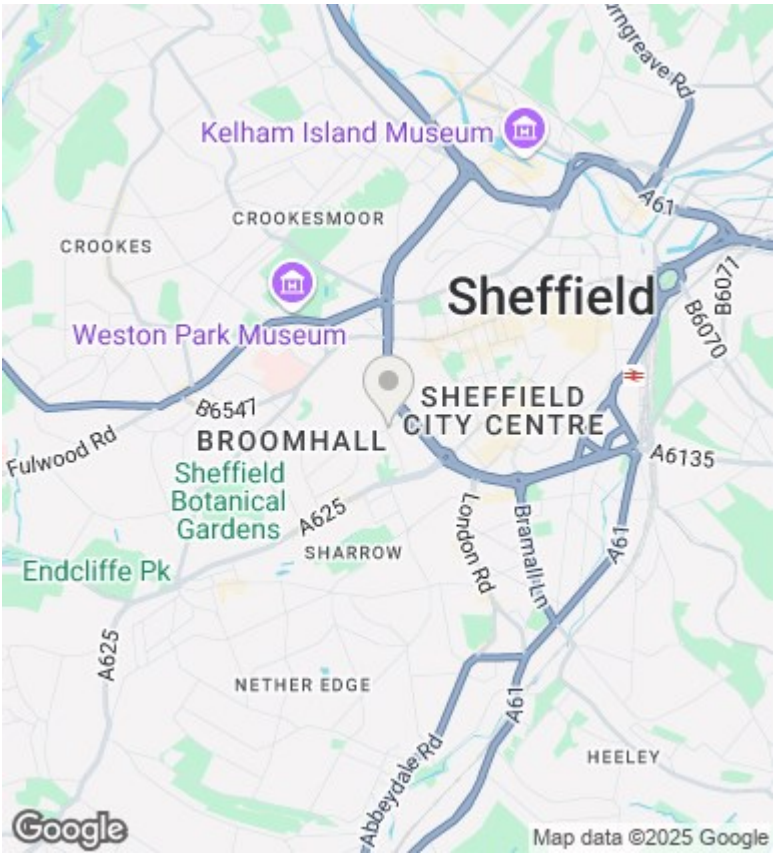 Burngreave Rd
Kelham Island Museum
A61
CROOKESMOOR
CROOKES
B6071
Sheffield
B6070
Weston Park Museum
SHEFFIELD
CITY CENTRE
B6547
BROOMHALL
Fulwood Rd
A6135
Sheffield
Botanical
Gardens
A625
London Rd
Bramall Ln
A61
SHARROW
Endcliffe Pk
A625
NETHER EDGE
A61
Abbeydale Rd
HEELEY
Google
Map data ©2025 Google